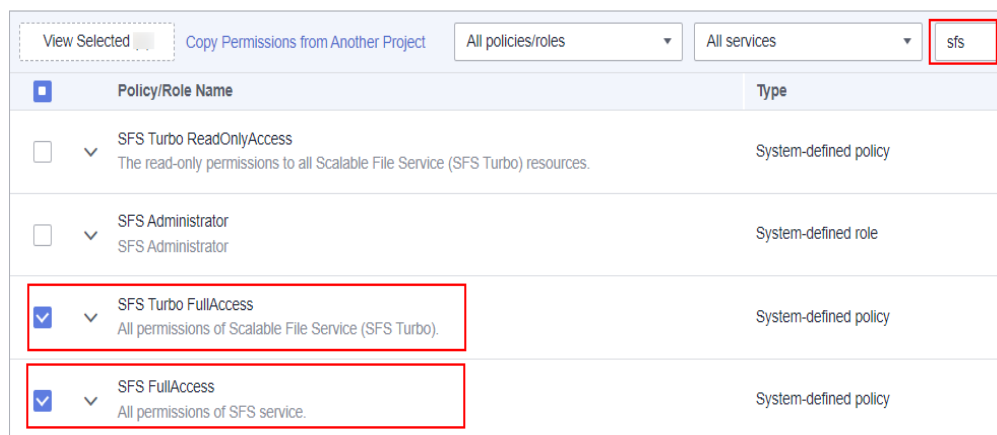 View Selected Copy Permissions from Another Project All policies/roles All services sfs
Policy/Role Name Type
SFS Turbo ReadOnlyAccess
The read-only permissions to all Scalable File Service (SFS Turbo) resources.
System-defined policy
SFS Administrator
SFS Administrator
System-defined role
SFS Turbo FullAccess
All permissions of Scalable File Service (SFS Turbo).
System-defined policy
SFS FullAccess
All permissions of SFS service.
System-defined policy